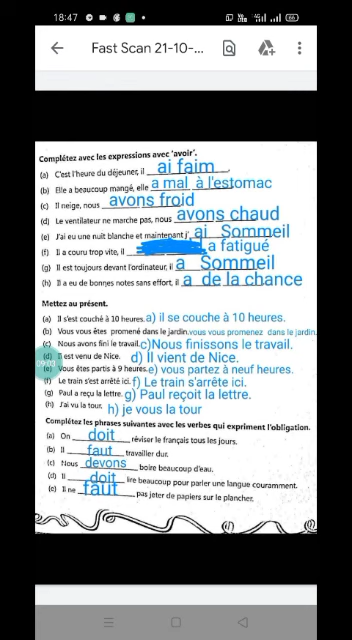 18:47
66
Fast Scan 21-10-...
Complétez avec les expressions avec 'avoir'.
(a) C'est l'heure du déjeuner, il ai faim.
(b) Elle a beaucoup mangé, elle a mal à l'estomac
(c) Il neige, nous avons froid
(d) Le ventilateur ne marche pas, nous avons chaud
(e) J'ai eu une nuit blanche et maintenant j' ai Sommeil
(f) Il a couru trop vite, il a fatigué
(g) Il est toujours devant l'ordinateur, il a Sommeil
(h) Il a eu de bonnes notes sans effort, il a de la chance
Mettez au présent.
(a) Il s'est couché à 10 heures. a) il se couche à 10 heures.
(b) Vous vous êtes promené dans le jardin. vous vous promenez dans le jardin.
(c) Nous avons fini le travail. c)Nous finissons le travail.
(d) Il est venu de Nice. d) Il vient de Nice.
(e) Vous êtes partis à 9 heures. e) vous partez à neuf heures.
(f) Le train s'est arrêté ici. f) Le train s'arrête ici.
(g) Paul a reçu la lettre. g) Paul reçoit la lettre.
(h) J'ai vu la tour. h) je vous la tour
Complétez les phrases suivantes avec les verbes qui expriment l'obligation.
(a) On doit réviser le français tous les jours.
(b) Il faut travailler dur.
(c) Nous devons boire beaucoup d'eau.
(d) Il doit lire beaucoup pour parler une langue couramment.
(e) Il ne faut pas jeter de papiers sur le plancher.